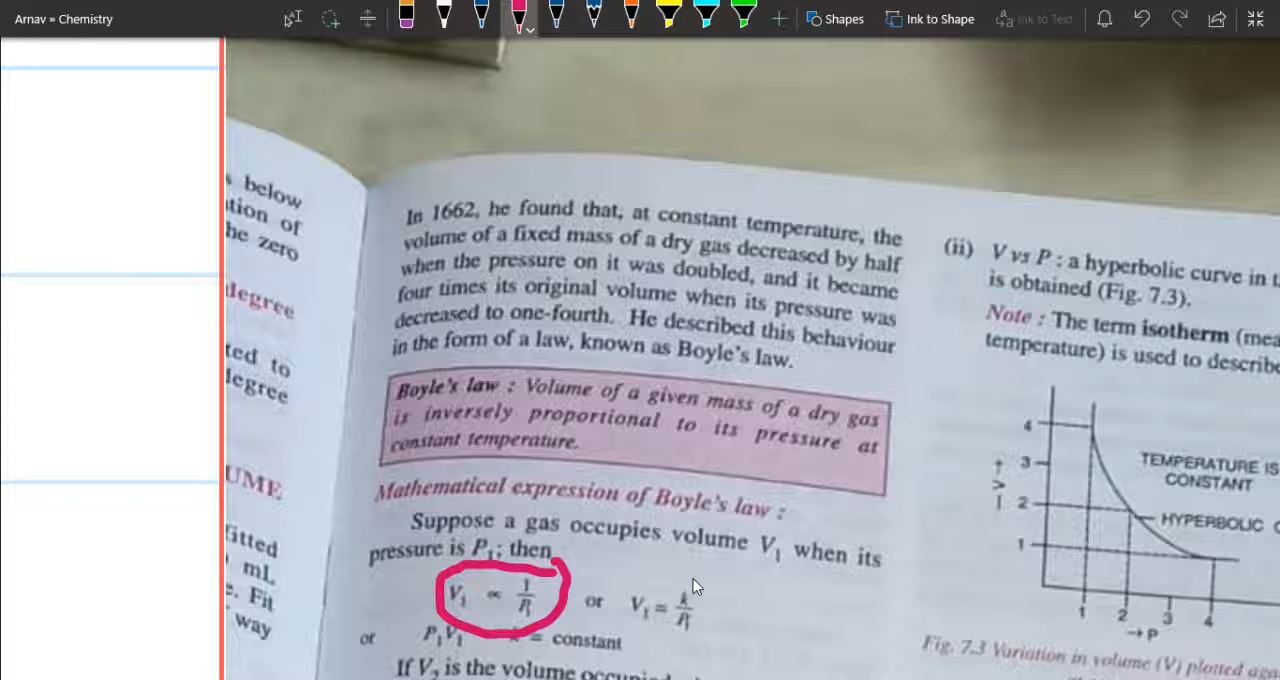 Arnav » Chemistry
Shapes
Ink to Shape
Ink to Text
below
tion of
he zero
degree
ted to
degree
UME
fitted
mL
e. Fit
way
In 1662, he found that, at constant temperature, the
volume of a fixed mass of a dry gas decreased by half
when the pressure on it was doubled, and it became
four times its original volume when its pressure was
decreased to one-fourth. He described this behaviour
in the form of a law, known as Boyle's law.
Boyle's law : Volume of a given mass of a dry gas
is inversely proportional to its pressure at
constant temperature.
Mathematical expression of Boyle's law :
Suppose a gas occupies volume V₁ when its
pressure is P₁; then
V₁ ∝ 1/P₁ or V₁ = k/P₁
or P₁V₁ = constant
If V₂ is the volume
(ii) V vs P : a hyperbolic curve in
is obtained (Fig. 7.3).
Note : The term isotherm (mea
temperature) is used to describe
4
3
2
1
→V
TEMPERATURE IS
CONSTANT
HYPERBOLIC
1 2 3 4
→P
Fig. 7.3 Variation in volume (V) plotted aga